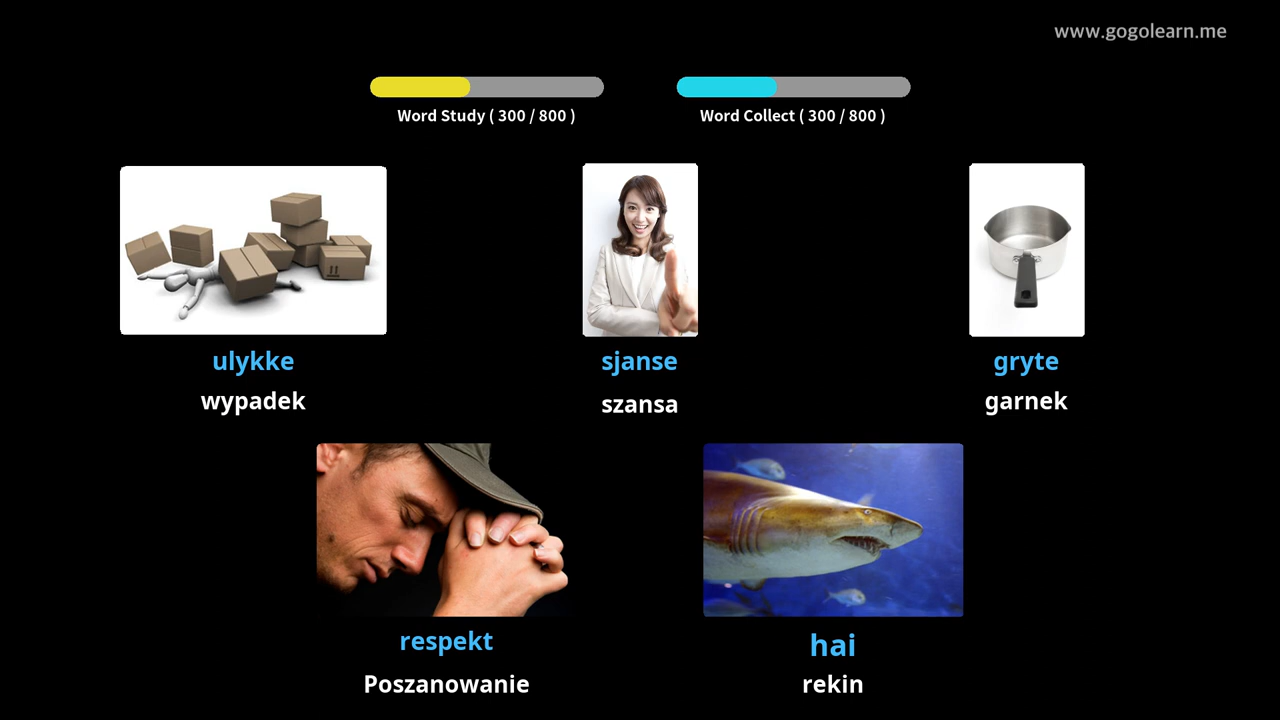 www.gogolearn.me
Word Study ( 300 / 800 )
Word Collect ( 300 / 800 )
ulykke
wypadek
sjanse
szansa
gryte
garnek
respekt
Poszanowanie
hai
rekin